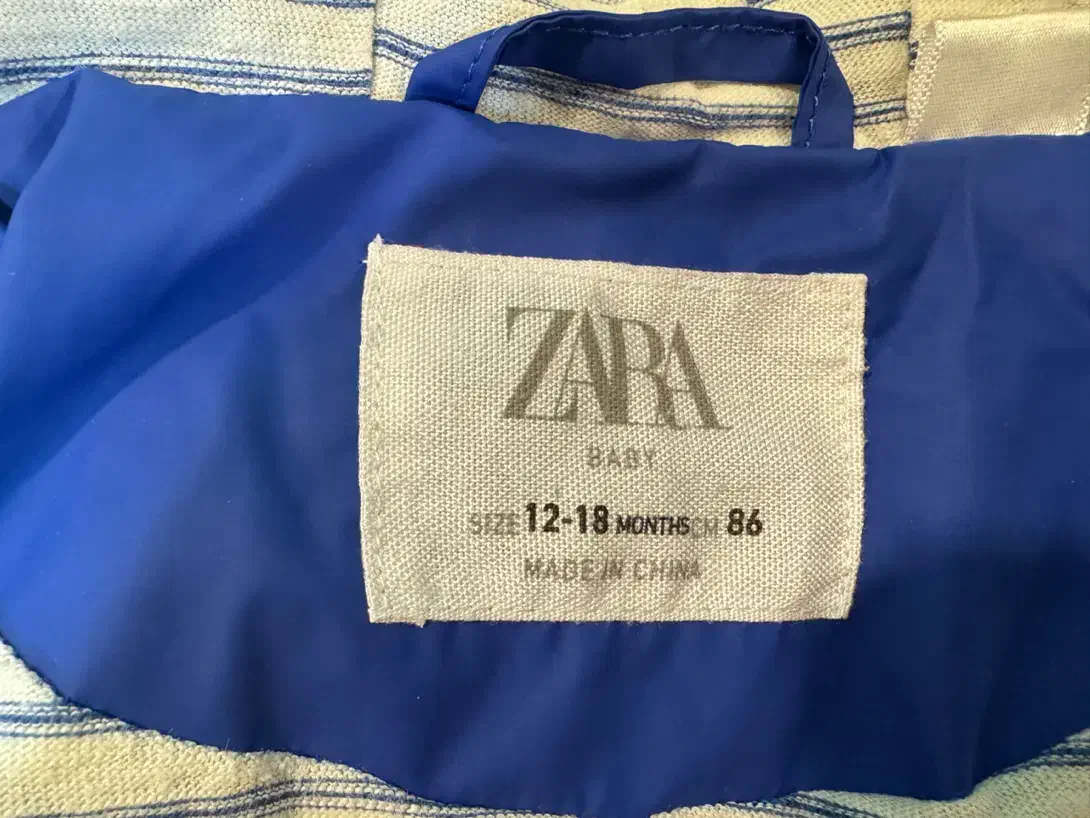 ZARA
BABY
SIZE 12-18 MONTHS CM 86
MADE IN CHINA